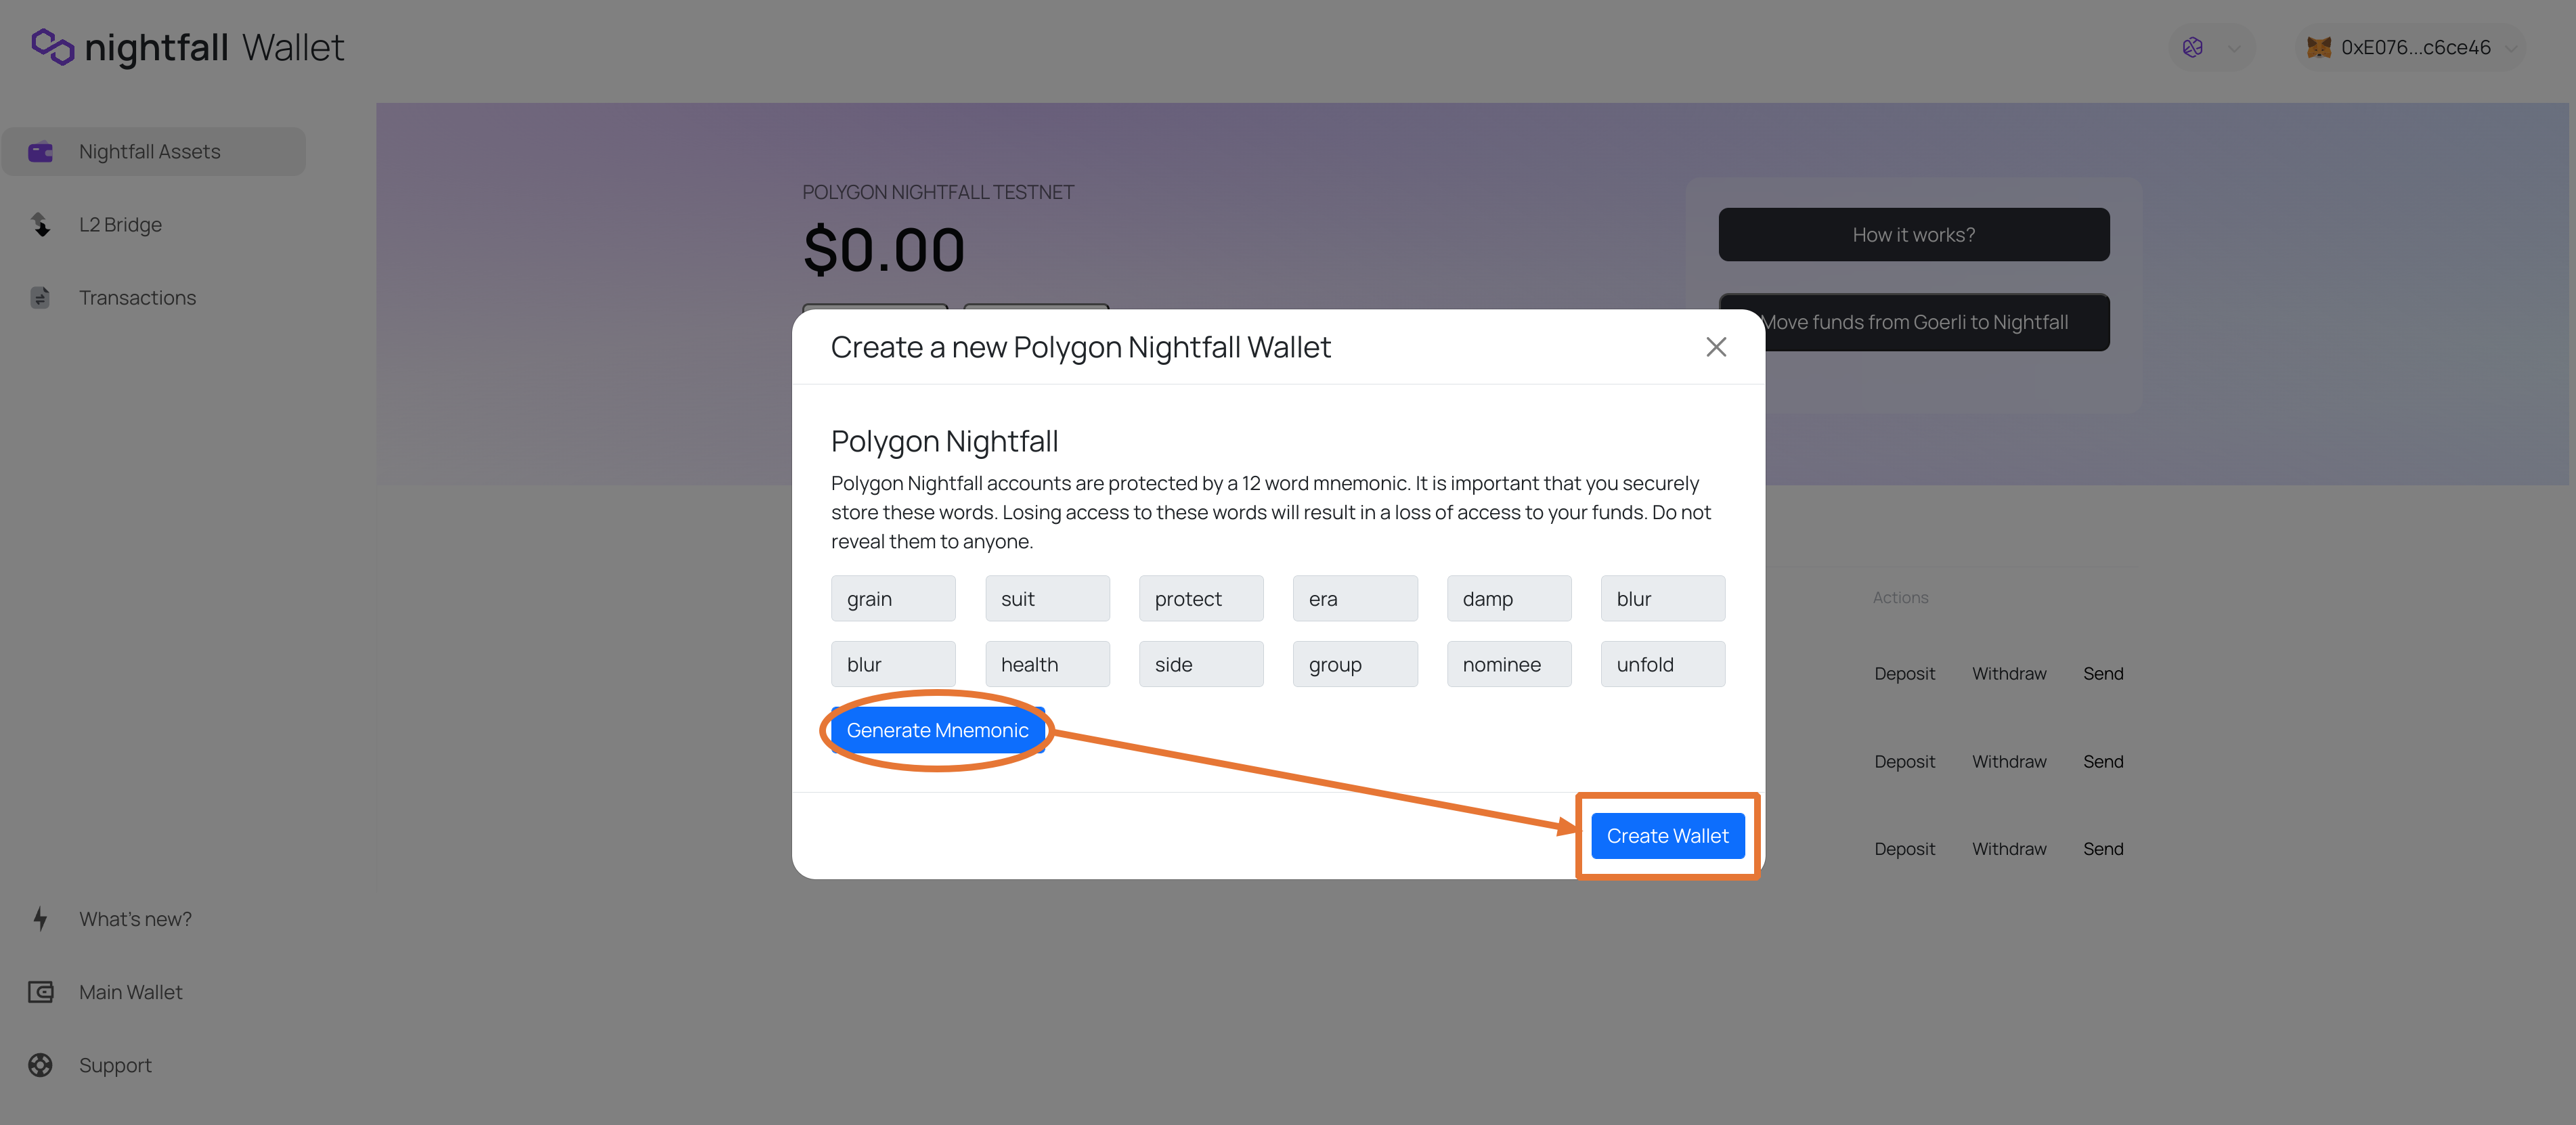 nightfall Wallet
0xE076...c6ce46
Nightfall Assets
L2 Bridge
Transactions
POLYGON NIGHTFALL TESTNET
$0.00
How it works?
Move funds from Goerli to Nightfall
Create a new Polygon Nightfall Wallet
Polygon Nightfall
Polygon Nightfall accounts are protected by a 12 word mnemonic. It is important that you securely
store these words. Losing access to these words will result in a loss of access to your funds. Do not
reveal them to anyone.
grain suit protect era damp blur
blur health side group nominee unfold
Generate Mnemonic
Create Wallet
Actions
Deposit Withdraw Send
Deposit Withdraw Send
Deposit Withdraw Send
What's new?
Main Wallet
Support